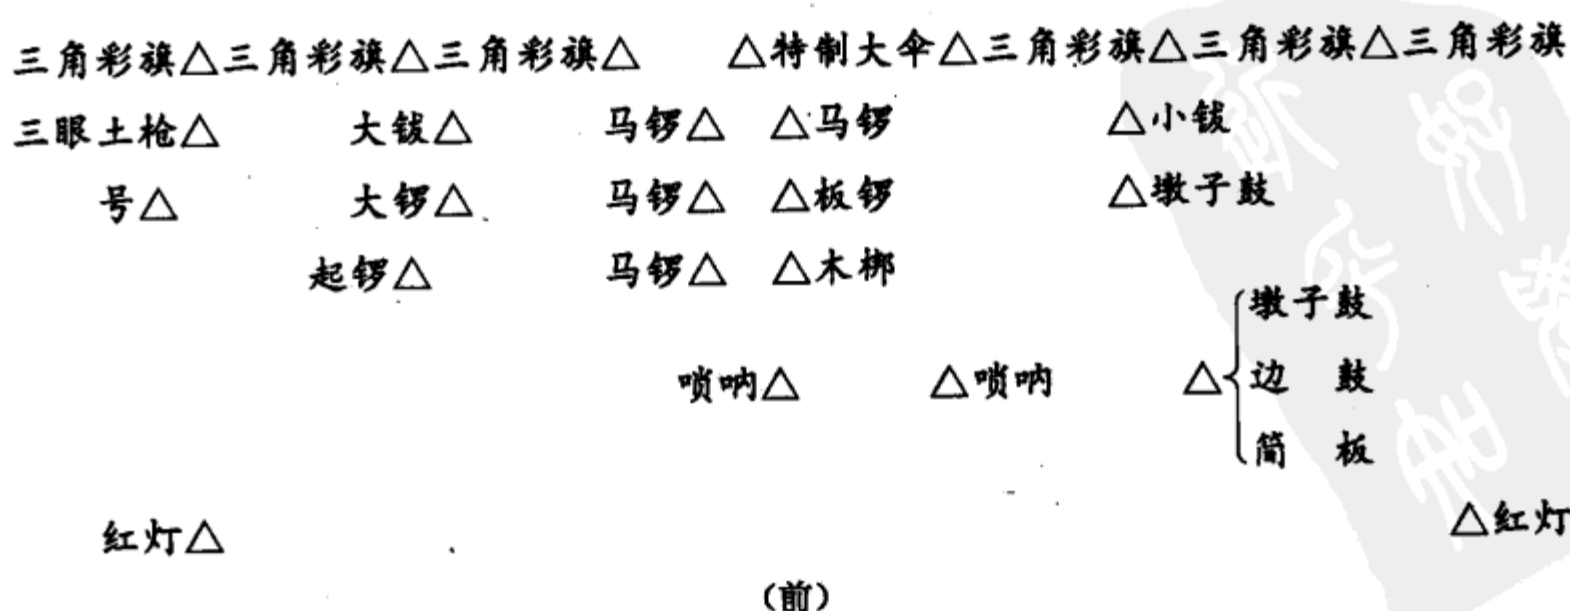 三角彩旗△三角彩旗△三角彩旗△ △特制大伞△三角彩旗△三角彩旗△三角彩旗
三眼土枪△ 大钹△ 马锣△ △马锣 △小钹
号△ 大锣△ 马锣△ △板锣 △墩子鼓
起锣△ 马锣△ △木梆
墩子鼓
唢呐△ △唢呐 △{边 鼓
简 板
红灯△ △红灯
(前)